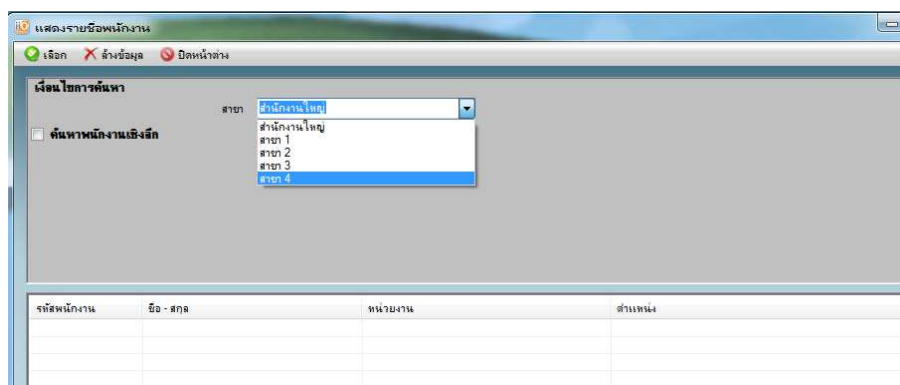 แสดงรายชื่อพนักงาน
เลือก ล้างข้อมูล ปิดหน้าต่าง
เงื่อนไขการค้นหา
สาขา สำนักงานใหญ่
ค้นหาพนักงานเชิงลึก
สำนักงานใหญ่
สาขา 1
สาขา 2
สาขา 3
สาขา 4
รหัสพนักงาน ชื่อ - สกุล หน่วยงาน ตำแหน่ง